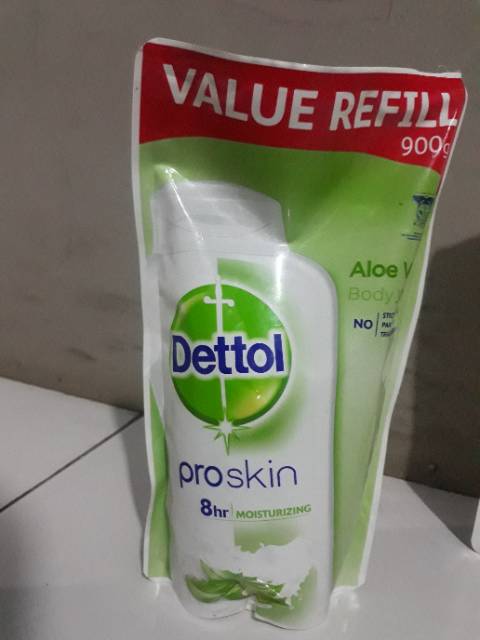 VALUE REFILL
900g
Aloe V
Body
NO
Dettol
proskin
8hr MOISTURIZING